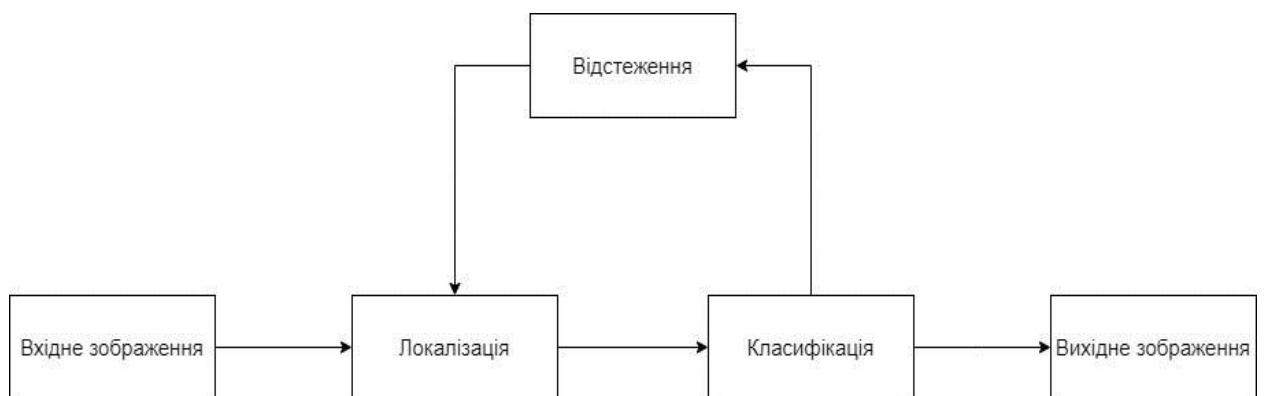 Відстеження
Вхідне зображення
Локалізація
Класифікація
Вихідне зображення